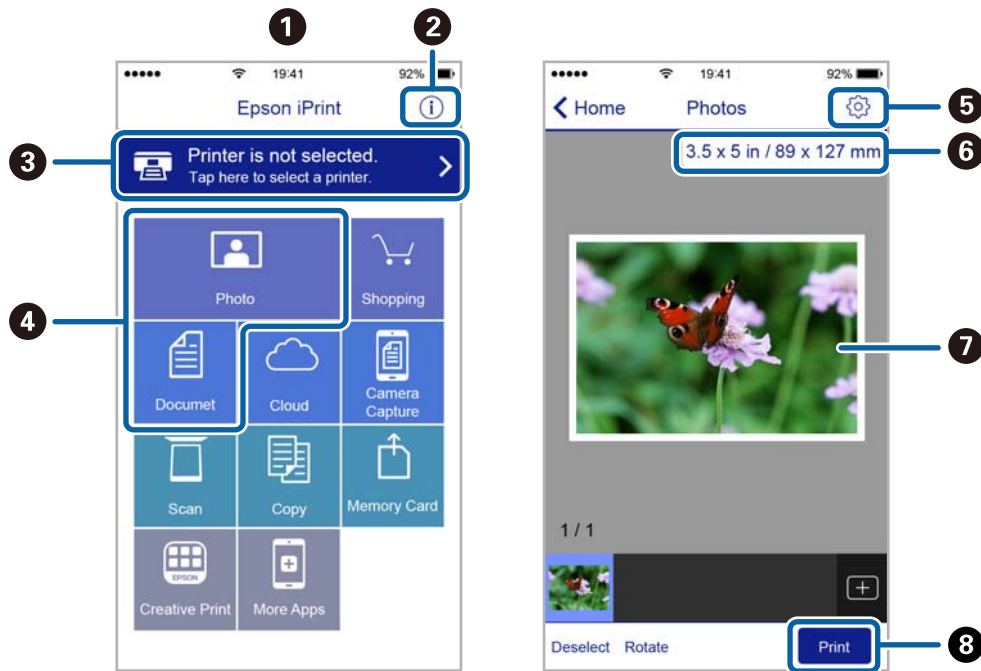 1
2
19:41
92%
Epson iPrint
3
Printer is not selected.
Tap here to select a printer.
4
Photo
Shopping
Documet
Cloud
Camera
Capture
Scan
Copy
Memory Card
EPSON
Creative Print
More Apps
19:41
92%
Home
Photos
5
3.5 x 5 in / 89 x 127 mm
6
7
1 / 1
Deselect
Rotate
Print
8